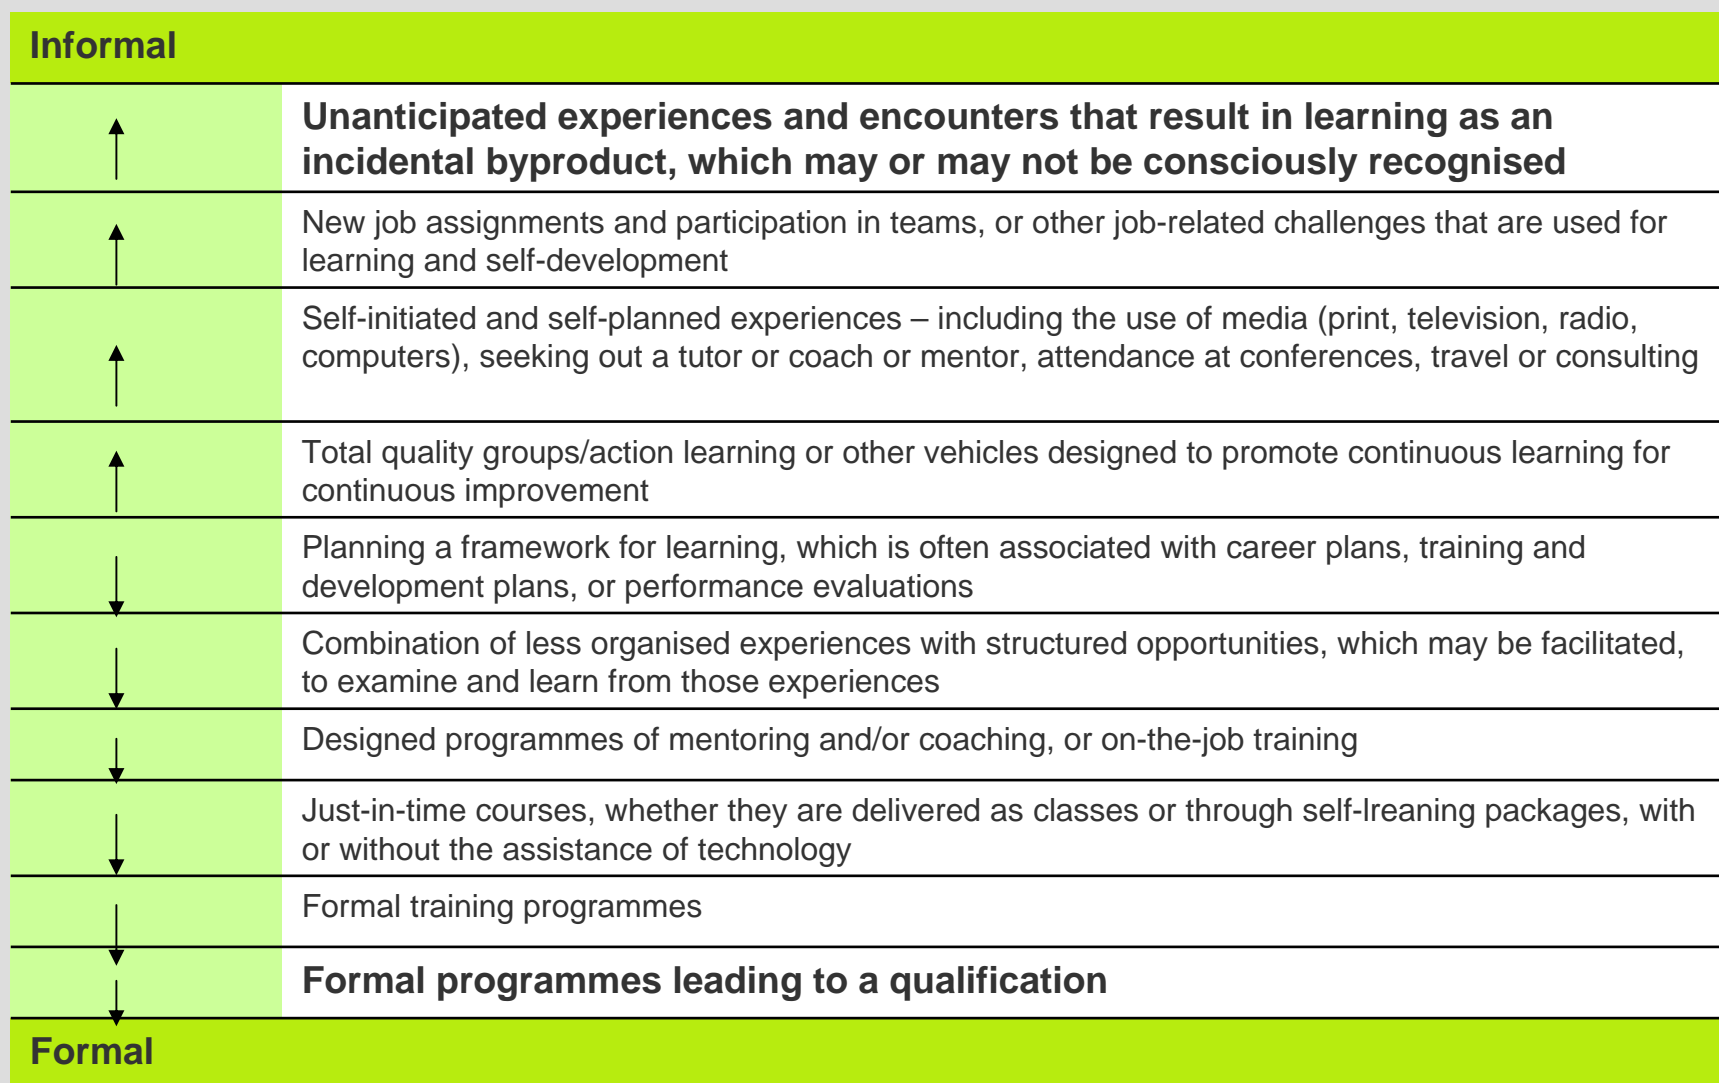 Informal
Unanticipated experiences and encounters that result in learning as an
incidental byproduct, which may or may not be consciously recognised
New job assignments and participation in teams, or other job-related challenges that are used for
learning and self-development
Self-initiated and self-planned experiences – including the use of media (print, television, radio,
computers), seeking out a tutor or coach or mentor, attendance at conferences, travel or consulting
Total quality groups/action learning or other vehicles designed to promote continuous learning for
continuous improvement
Planning a framework for learning, which is often associated with career plans, training and
development plans, or performance evaluations
Combination of less organised experiences with structured opportunities, which may be facilitated,
to examine and learn from those experiences
Designed programmes of mentoring and/or coaching, or on-the-job training
Just-in-time courses, whether they are delivered as classes or through self-lreaning packages, with
or without the assistance of technology
Formal training programmes
Formal programmes leading to a qualification
Formal